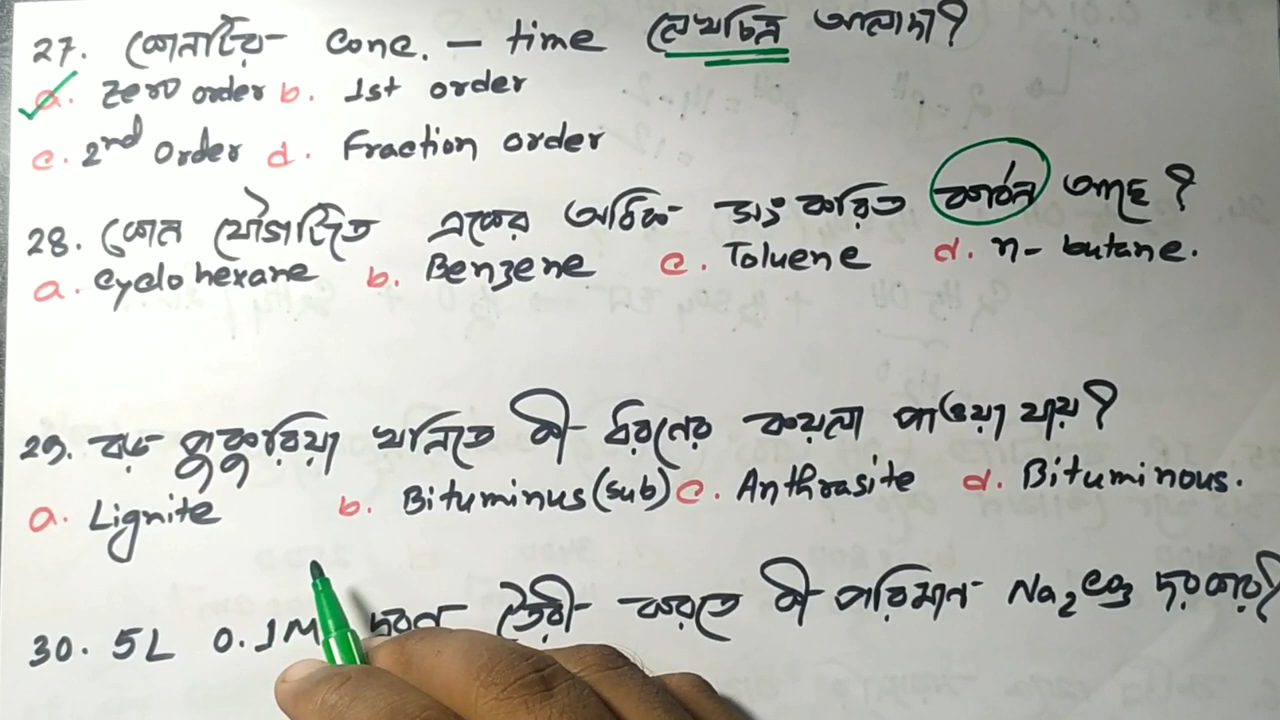 27. কোনটির conc. – time লেখচিত্র আলাদা?
a. Zero order b. 1st order
c. 2nd order d. Fraction order
28. কোন যৌগটিতে একের অধিক সংকরিত কার্বন আছে?
a. cyclohexane b. Benzene c. Toluene d. n-butane.
29. বড় পুকুরিয়া খনিতে কী ধরনের কয়লা পাওয়া যায়?
a. Lignite b. Bituminus(sub) c. Anthrasite d. Bituminous.
30. 5L 0.1M দ্রবণ তৈরী করতে কী পরিমান Na2CO3 দরকার?